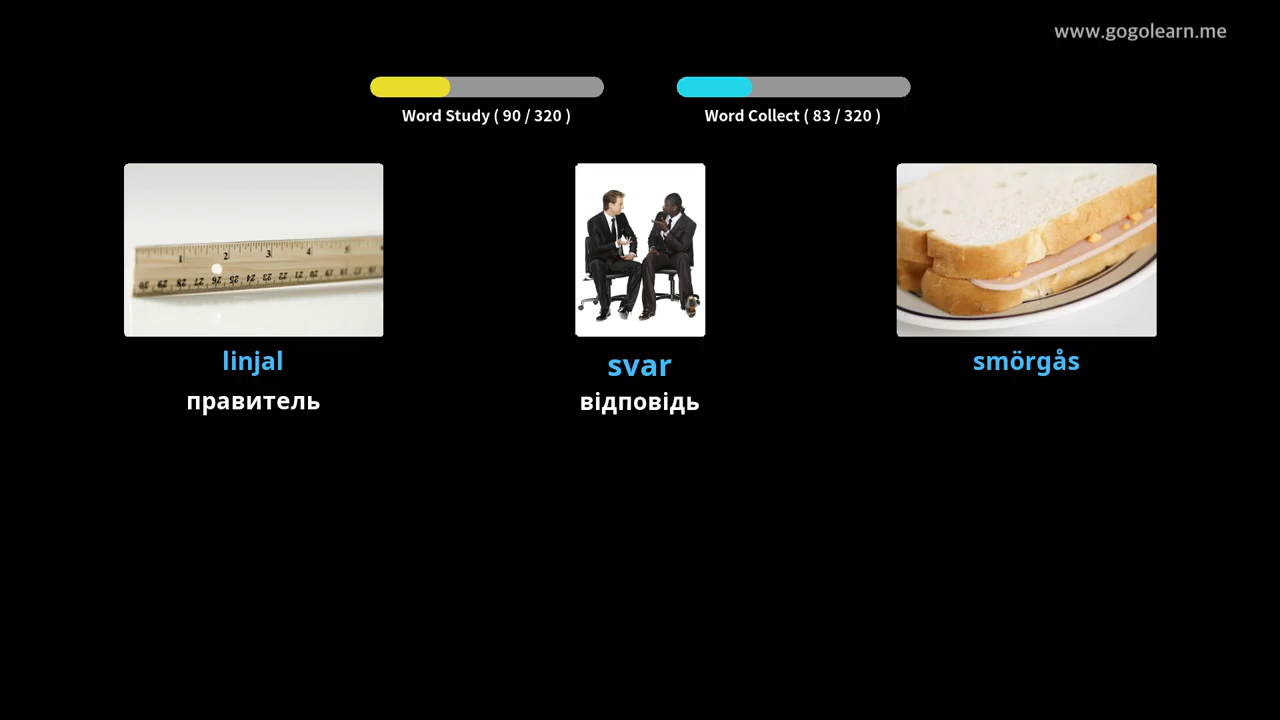 www.gogolearn.me
Word Study ( 90 / 320 )
Word Collect ( 83 / 320 )
linjal
правитель
svar
відповідь
smörgås